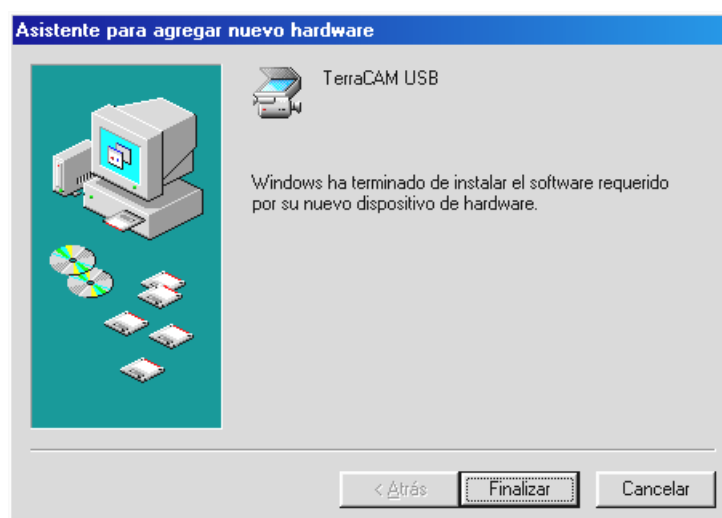 Asistente para agregar nuevo hardware
TerraCAM USB
Windows ha terminado de instalar el software requerido
por su nuevo dispositivo de hardware.
< Atrás
Finalizar
Cancelar